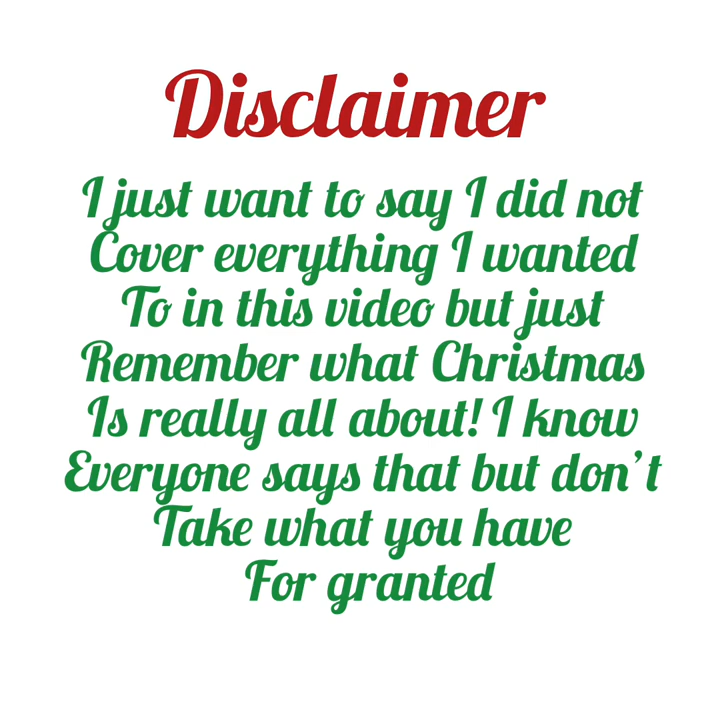 Disclaimer
I just want to say I did not
Cover everything I wanted
To in this video but just
Remember what Christmas
Is really all about! I know
Everyone says that but don't
Take what you have
For granted